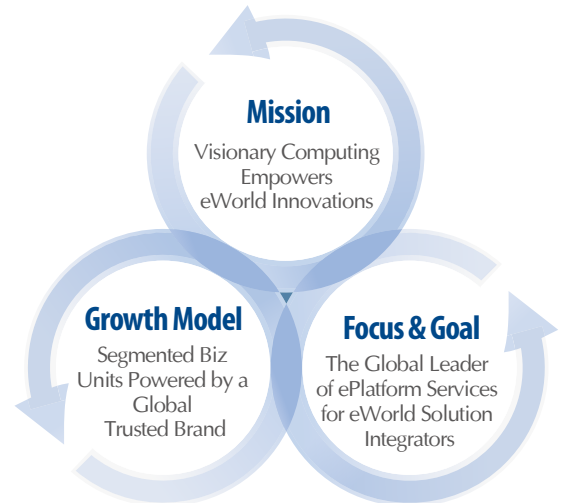 Mission
Visionary Computing
Empowers
eWorld Innovations
Growth Model
Segmented Biz
Units Powered by a
Global
Trusted Brand
Focus & Goal
The Global Leader
of ePlatform Services
for eWorld Solution
Integrators